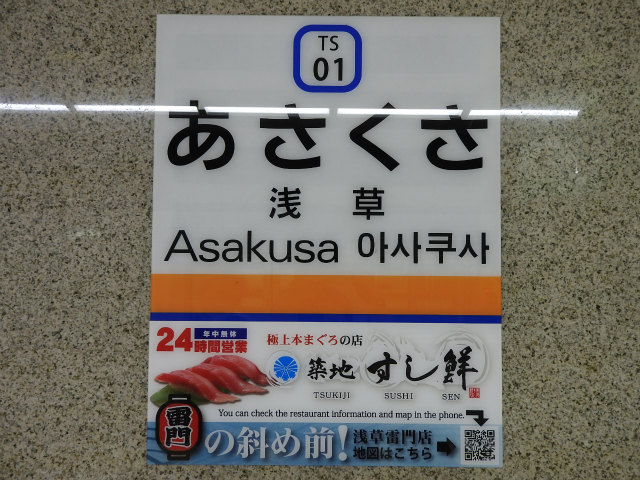 TS
01
あさくさ
浅草
Asakusa 아사쿠사
年中無休
24時間営業
極上本まぐろの店
築地 すし鮮
TSUKIJI SUSHI SEN
You can check the restaurant information and map in the phone.
雷門の斜め前!
浅草雷門店
地図はこちら